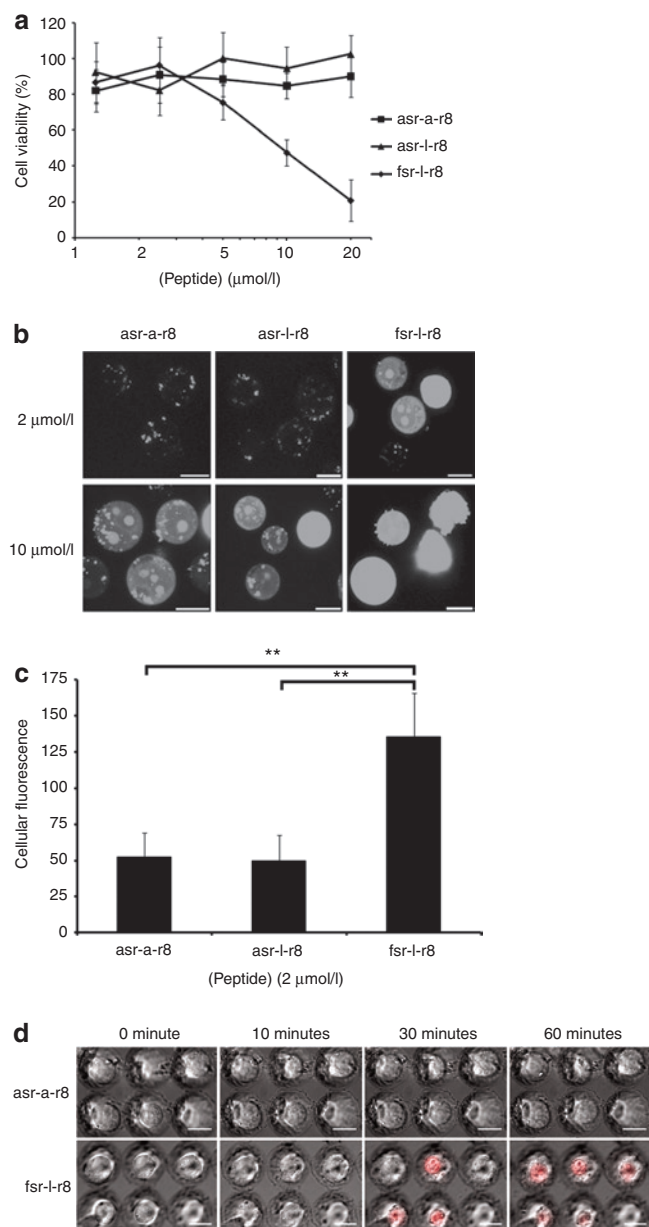 a
120
100
80
60
40
20
0
Cell viability (%)
1
2
5
10
20
(Peptide) (μmol/l)
asr-a-r8
asr-l-r8
fsr-l-r8
b
asr-a-r8
asr-l-r8
fsr-l-r8
2 μmol/l
10 μmol/l
c
**
**
175
150
125
100
75
50
25
0
Cellular fluorescence
asr-a-r8
asr-l-r8
fsr-l-r8
(Peptide) (2 μmol/l)
d
0 minute
10 minutes
30 minutes
60 minutes
asr-a-r8
fsr-l-r8